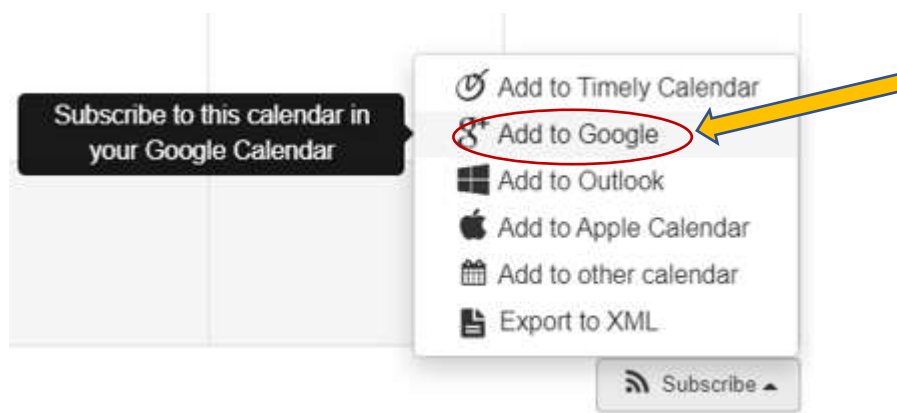 Add to Timely Calendar
Subscribe to this calendar in
your Google Calendar
Add to Google
Add to Outlook
Add to Apple Calendar
Add to other calendar
Export to XML
Subscribe